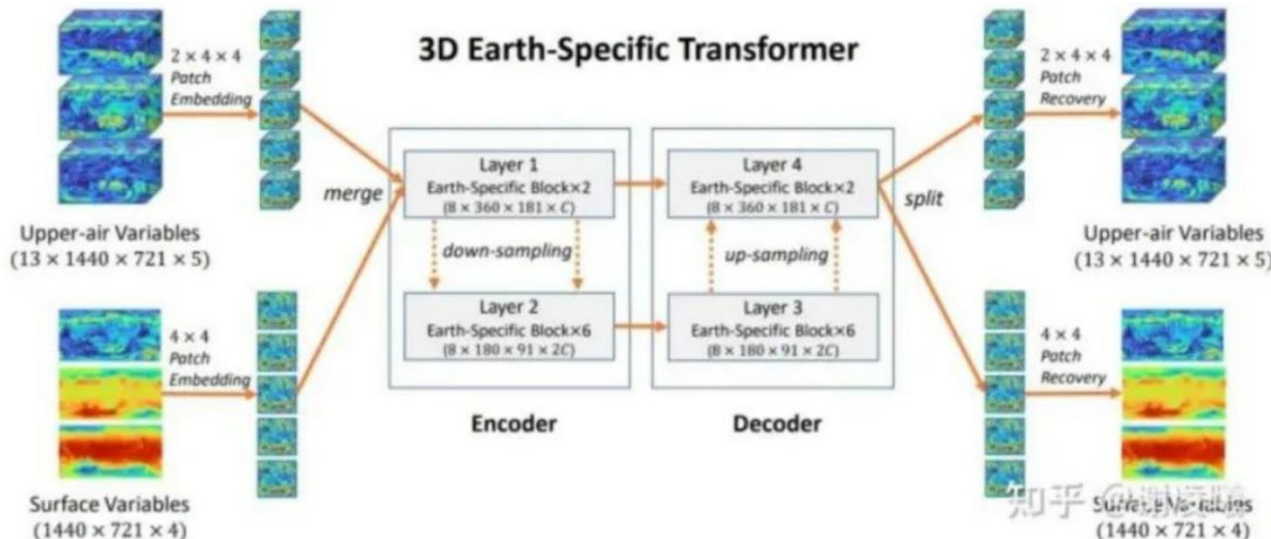 3D Earth-Specific Transformer
2 × 4 × 4
Patch
Embedding
Upper-air Variables
(13 × 1440 × 721 × 5)
4 × 4
Patch
Embedding
Surface Variables
(1440 × 721 × 4)
merge
Layer 1
Earth-Specific Block×2
(8 × 360 × 181 × C)
down-sampling
Layer 2
Earth-Specific Block×6
(8 × 180 × 91 × 2C)
Encoder
Layer 4
Earth-Specific Block×2
(8 × 360 × 181 × C)
up-sampling
Layer 3
Earth-Specific Block×6
(8 × 180 × 91 × 2C)
Decoder
split
2 × 4 × 4
Patch
Recovery
Upper-air Variables
(13 × 1440 × 721 × 5)
4 × 4
Patch
Recovery
Surface Variables
(1440 × 721 × 4)
知乎